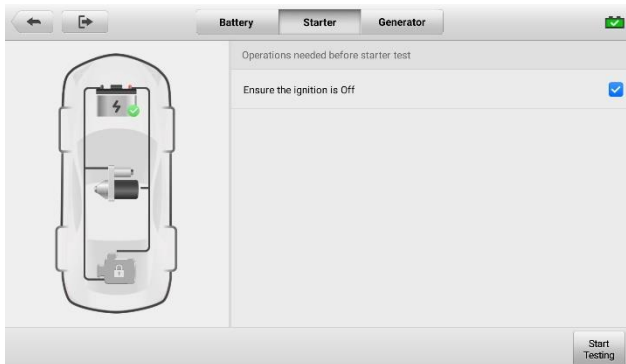 Battery Starter Generator
Operations needed before starter test
Ensure the ignition is Off
Start
Testing